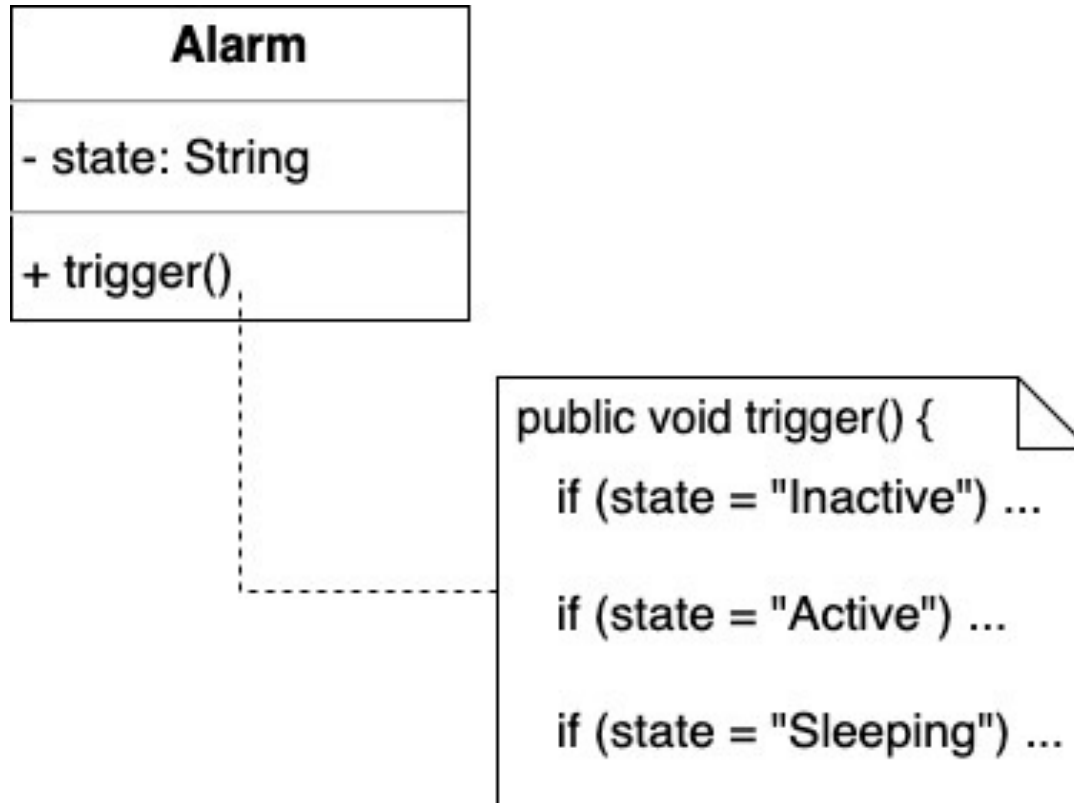 Alarm
- state: String
+ trigger()
public void trigger() {
if (state = "Inactive") ...
if (state = "Active") ...
if (state = "Sleeping") ...